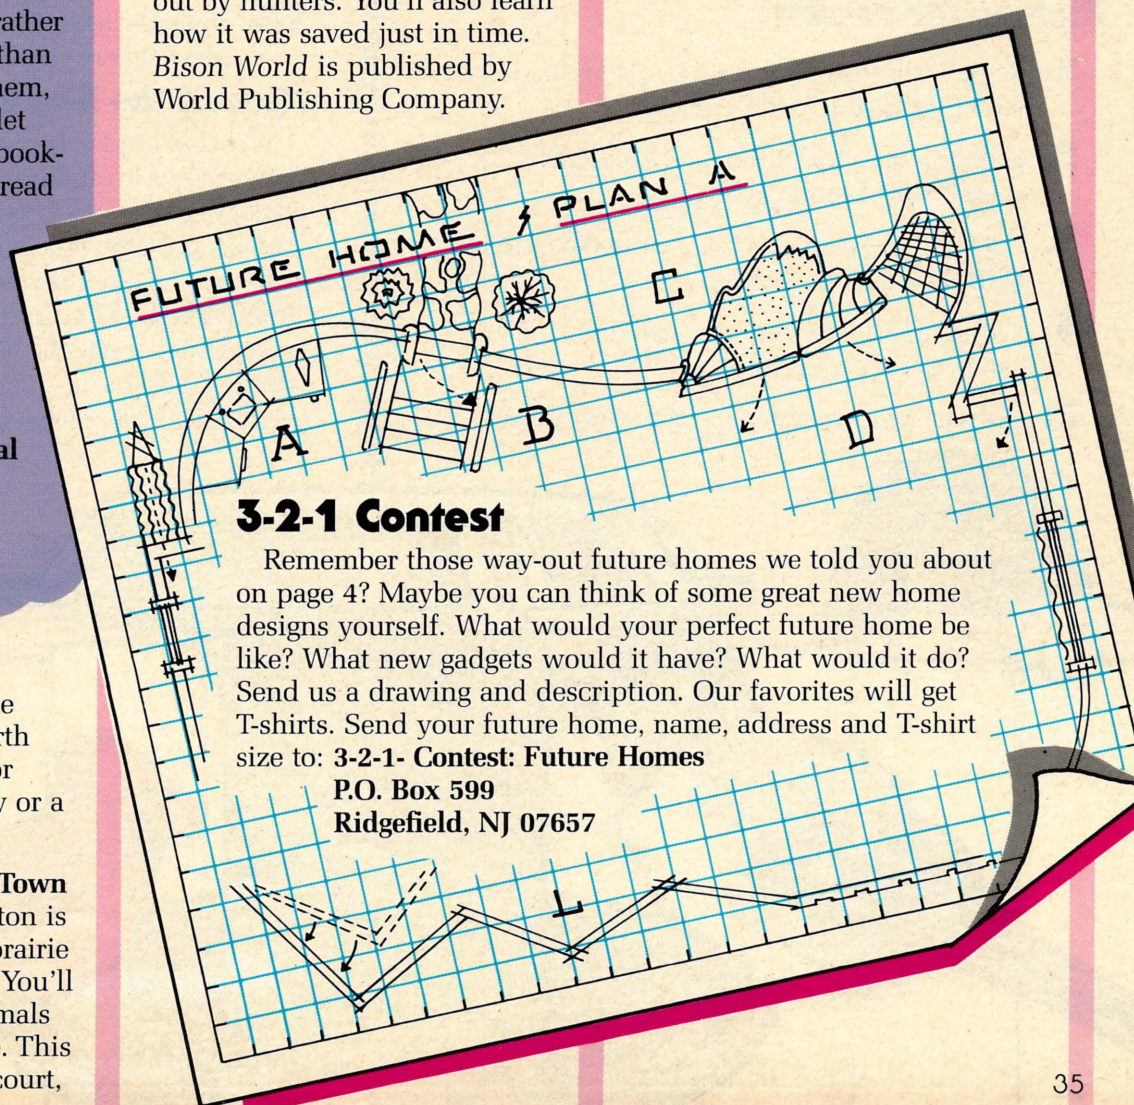 rather
than
let
read
out by hunters. You'll also learn
how it was saved just in time.
Bison World is published by
World Publishing Company.
FUTURE HOME / PLAN A
A
B
C
D
3-2-1 Contest
Remember those way-out future homes we told you about
on page 4? Maybe you can think of some great new home
designs yourself. What would your perfect future home be
like? What new gadgets would it have? What would it do?
Send us a drawing and description. Our favorites will get
T-shirts. Send your future home, name, address and T-shirt
size to: 3-2-1- Contest: Future Homes
P.O. Box 599
Ridgefield, NJ 07657
L
or a
Town
ton is
prairie
You'll
mals
. This
court,
35